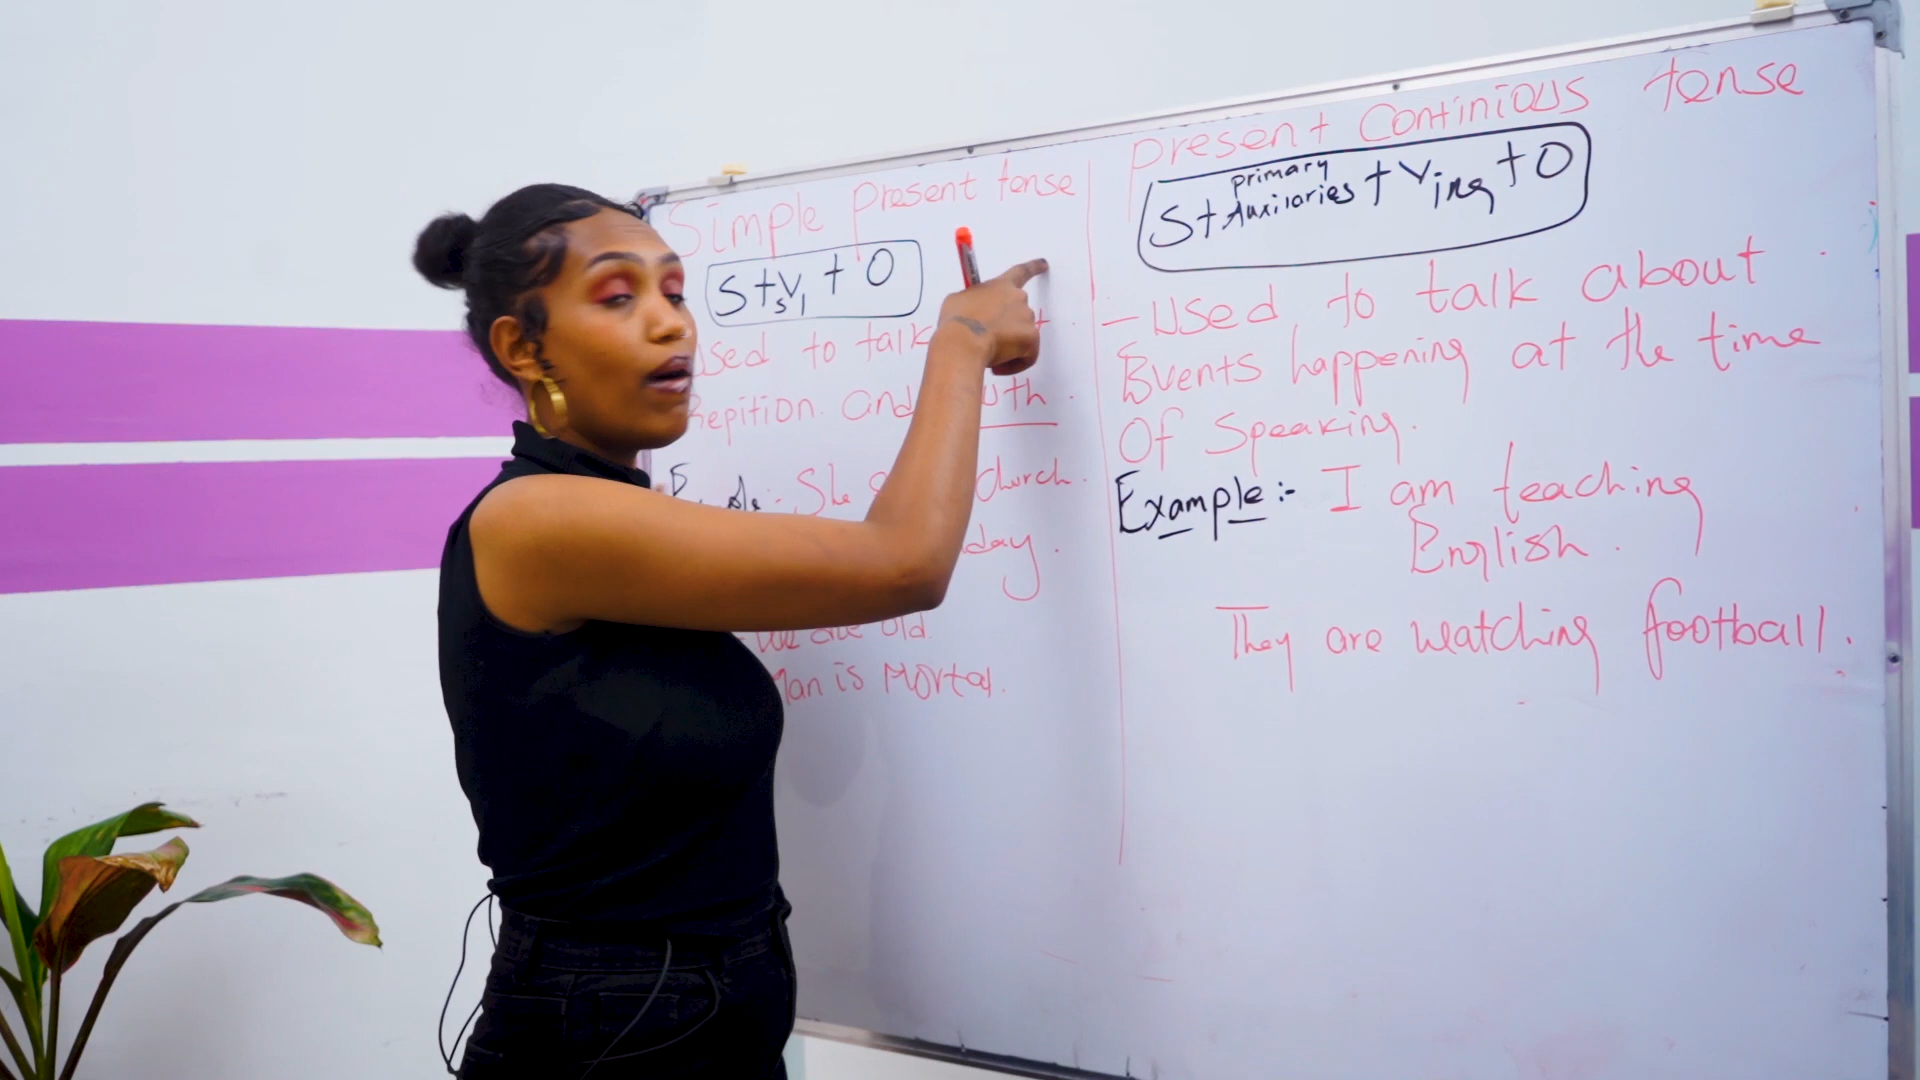 Simple present tense
S+sV1 + O
used to talk
Repition. and
She church.
day.
We are old.
Man is Mortal.
present Continious tense
S + primary Auxilaries + Ving + O
- Used to talk about
Events happening at the time
Of Speaking.
Example:- I am teaching
English.
They are watching football.